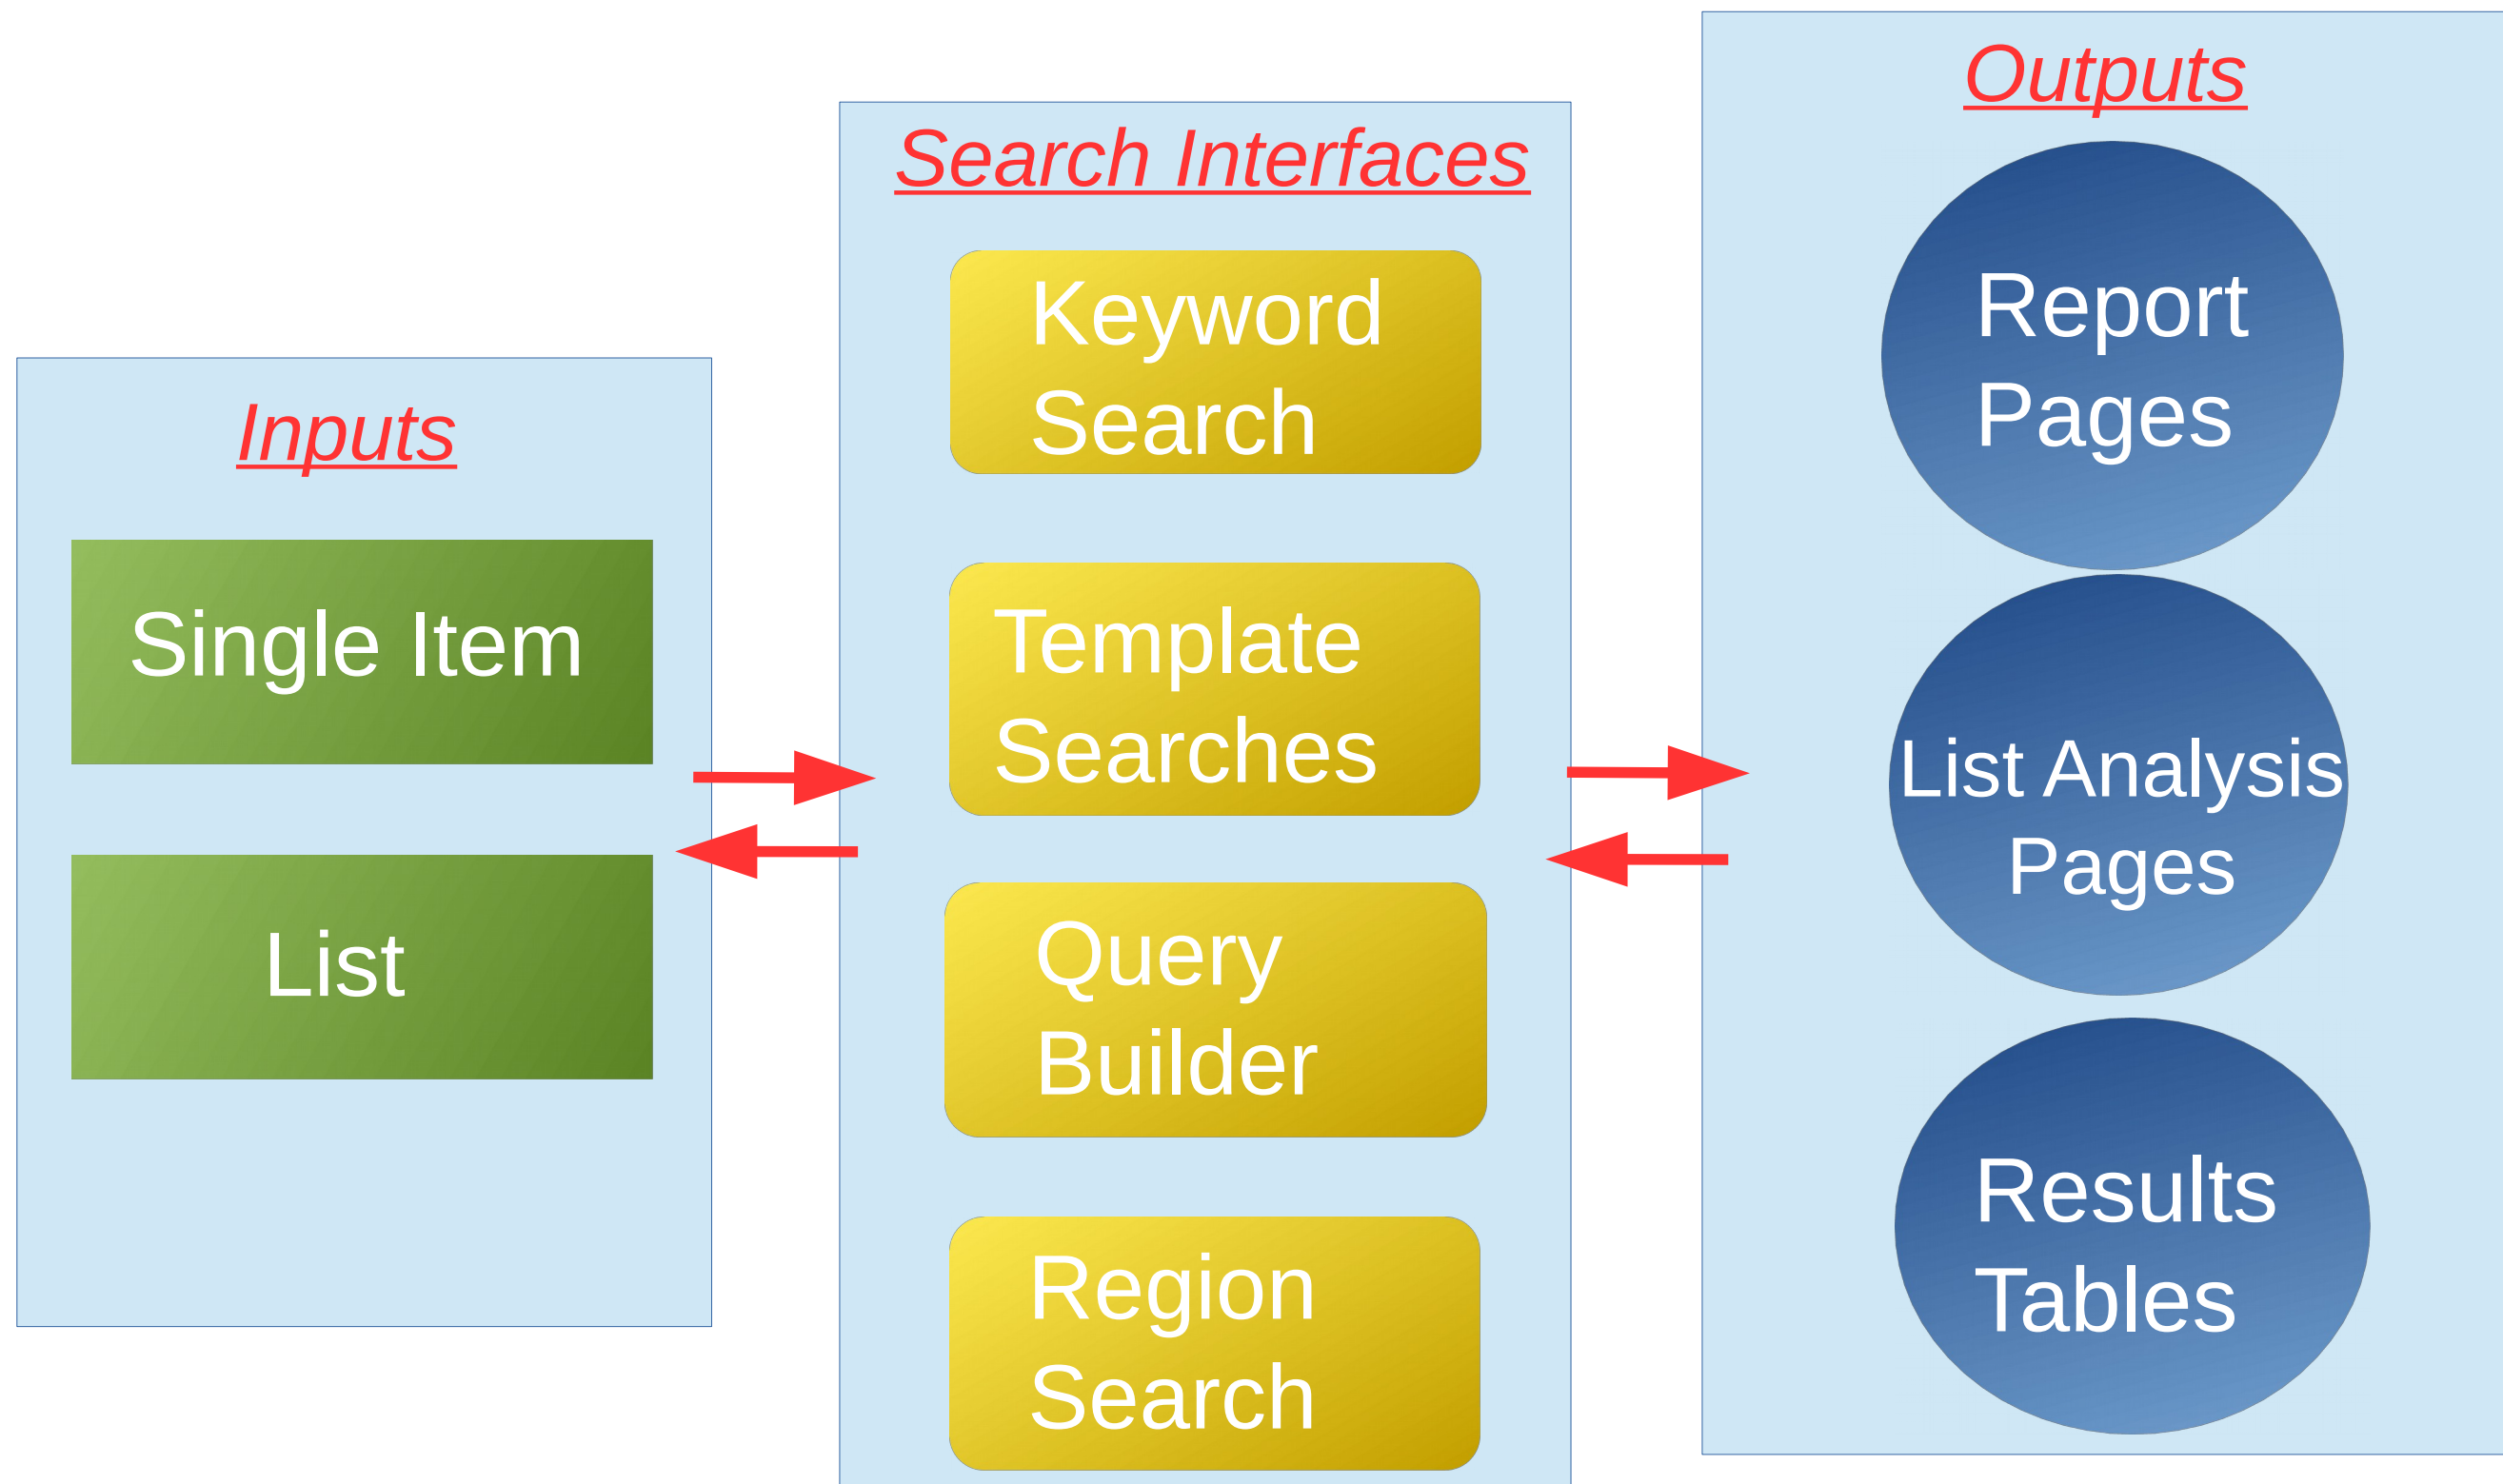 Inputs
Single Item
List
Search Interfaces
Keyword
Search
Template
Searches
Query
Builder
Region
Search
Outputs
Report
Pages
List Analysis
Pages
Results
Tables